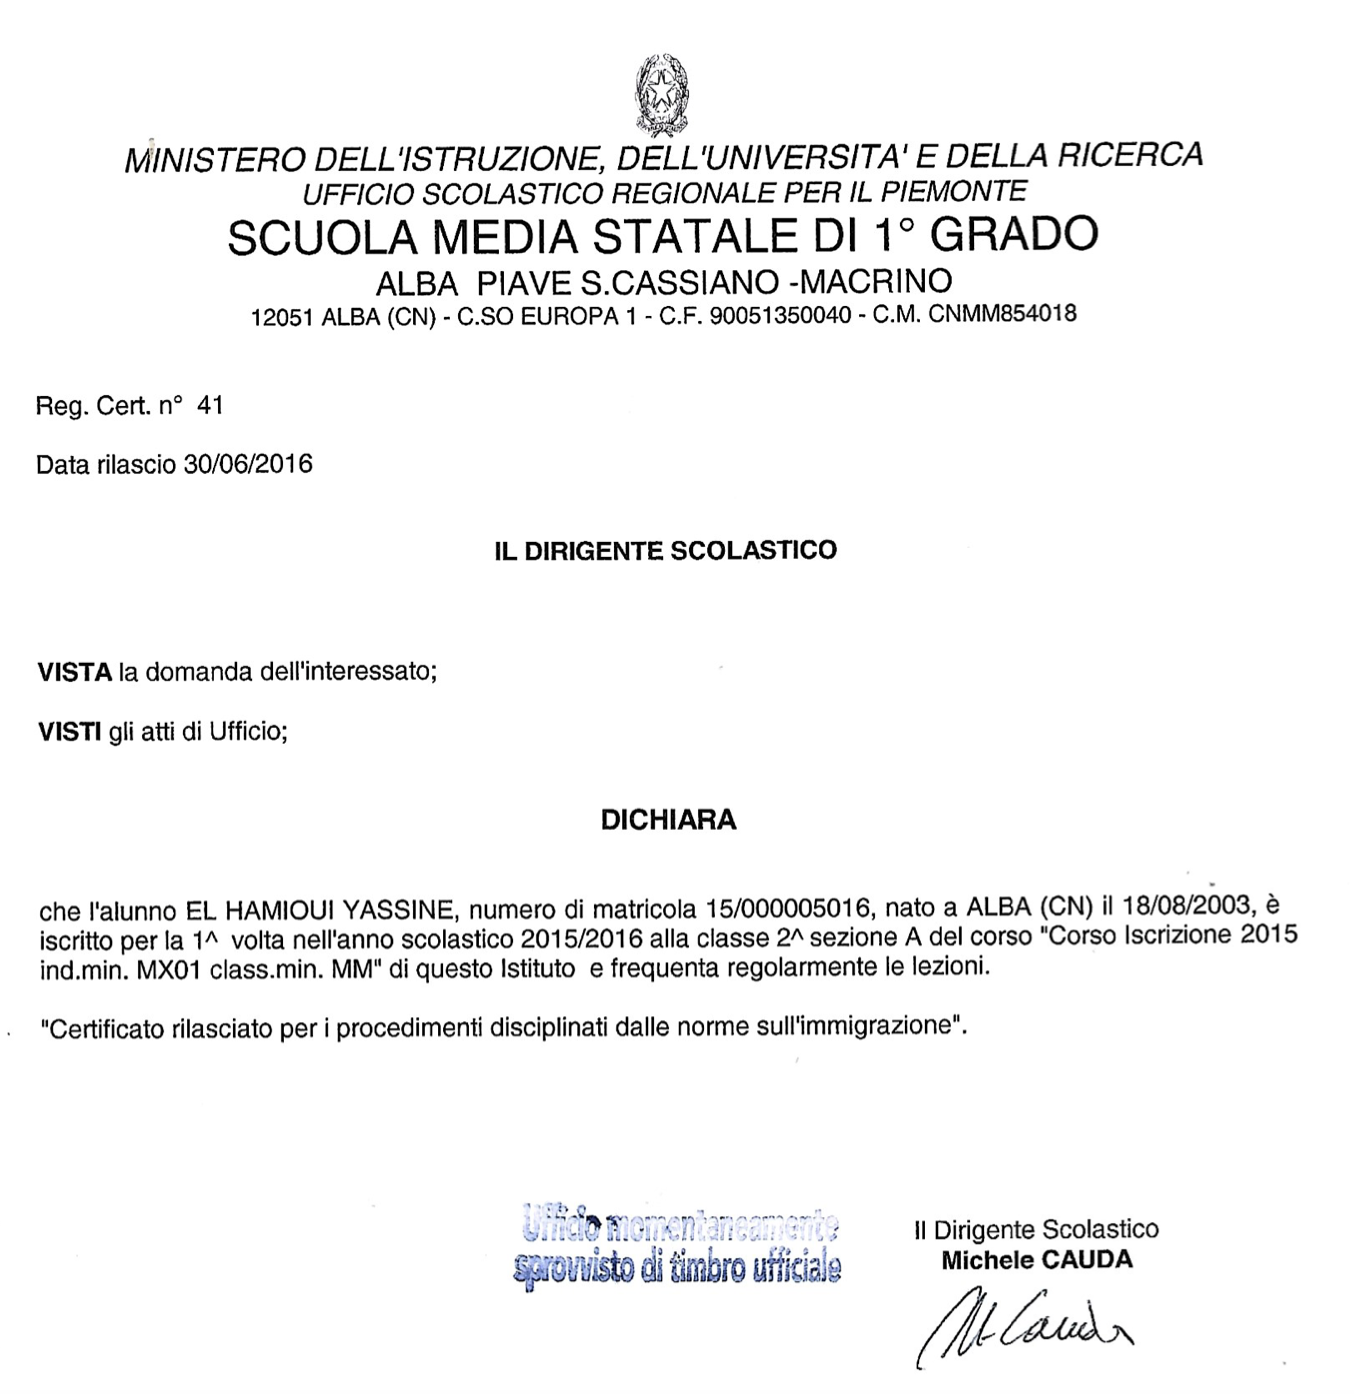 MINISTERO DELL'ISTRUZIONE, DELL'UNIVERSITA' E DELLA RICERCA
UFFICIO SCOLASTICO REGIONALE PER IL PIEMONTE
SCUOLA MEDIA STATALE DI 1° GRADO
ALBA PIAVE S.CASSIANO -MACRINO
12051 ALBA (CN) - C.SO EUROPA 1 - C.F. 90051350040 - C.M. CNMM854018
Reg. Cert. n° 41
Data rilascio 30/06/2016
IL DIRIGENTE SCOLASTICO
VISTA la domanda dell'interessato;
VISTI gli atti di Ufficio;
DICHIARA
che l'alunno EL HAMIOUI YASSINE, numero di matricola 15/000005016, nato a ALBA (CN) il 18/08/2003, è
iscritto per la 1^ volta nell'anno scolastico 2015/2016 alla classe 2^ sezione A del corso "Corso Iscrizione 2015
ind.min. MX01 class.min. MM" di questo Istituto e frequenta regolarmente le lezioni.
"Certificato rilasciato per i procedimenti disciplinati dalle norme sull'immigrazione".
Ufficio momentaneamente
sprovvisto di timbro ufficiale
Il Dirigente Scolastico
Michele CAUDA
M. Cauda